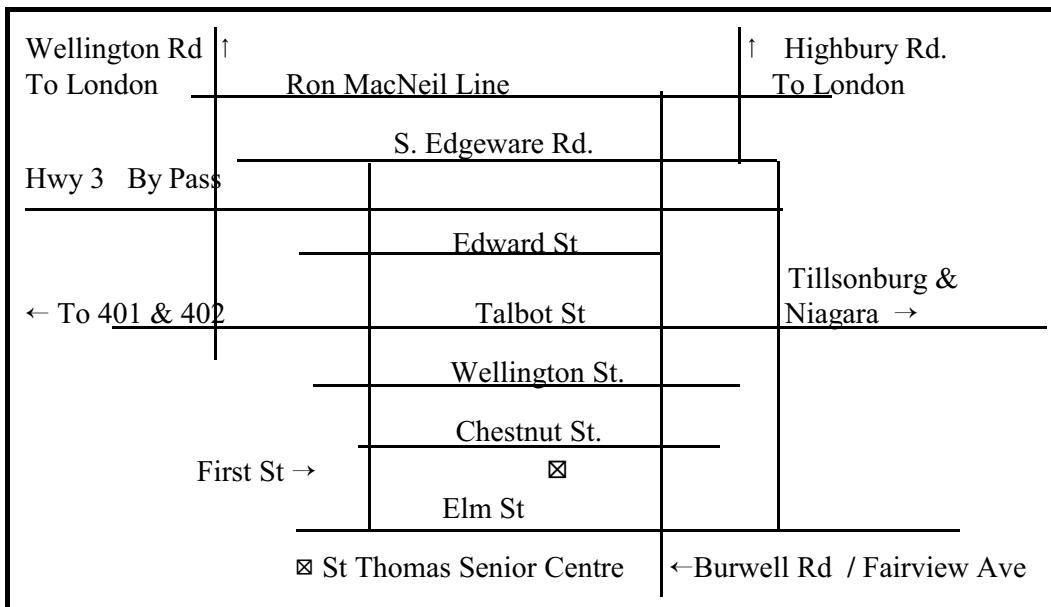 Wellington Rd ↑
↑ Highbury Rd.
To London
Ron MacNeil Line
To London
S. Edgeware Rd.
Hwy 3 By Pass
Edward St
Tillsonburg &
← To 401 & 402
Talbot St
Niagara →
Wellington St.
Chestnut St.
First St →
Elm St
St Thomas Senior Centre
←Burwell Rd / Fairview Ave